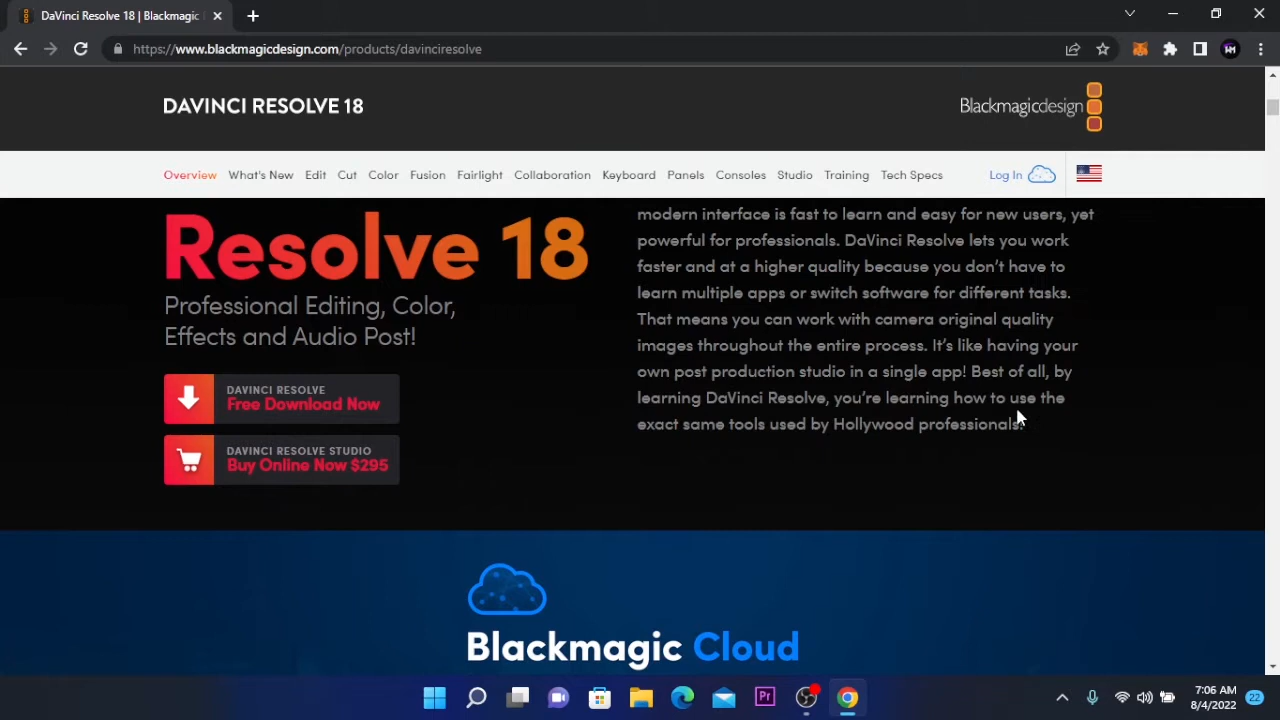 DaVinci Resolve 18 | Blackmagic
https://www.blackmagicdesign.com/products/davinciresolve
DAVINCI RESOLVE 18
Blackmagicdesign
Overview What's New Edit Cut Color Fusion Fairlight Collaboration Keyboard Panels Consoles Studio Training Tech Specs Log In
Resolve 18
Professional Editing, Color,
Effects and Audio Post!
DAVINCI RESOLVE
Free Download Now
DAVINCI RESOLVE STUDIO
Buy Online Now $295
modern interface is fast to learn and easy for new users, yet
powerful for professionals. DaVinci Resolve lets you work
faster and at a higher quality because you don't have to
learn multiple apps or switch software for different tasks.
That means you can work with camera original quality
images throughout the entire process. It's like having your
own post production studio in a single app! Best of all, by
learning DaVinci Resolve, you're learning how to use the
exact same tools used by Hollywood professionals.
Blackmagic Cloud
Pr
7:06 AM
8/4/2022
22